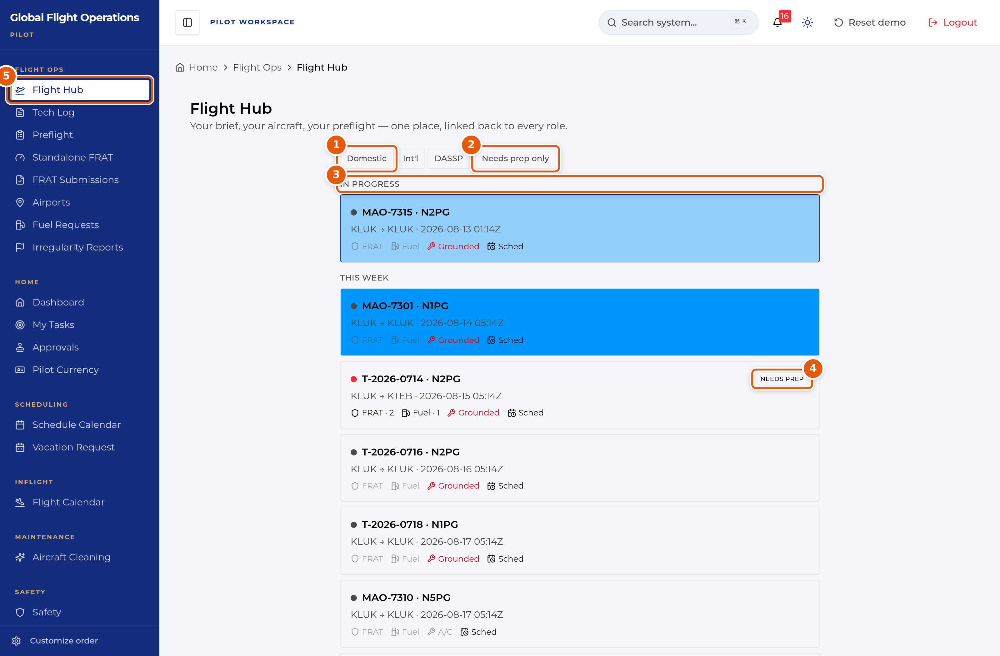 Global Flight Operations
PILOT
FLIGHT OPS
5
Flight Hub
Tech Log
Preflight
Standalone FRAT
FRAT Submissions
Airports
Fuel Requests
Irregularity Reports
HOME
Dashboard
My Tasks
Approvals
Pilot Currency
SCHEDULING
Schedule Calendar
Vacation Request
INFLIGHT
Flight Calendar
MAINTENANCE
Aircraft Cleaning
SAFETY
Safety
Customize order
PILOT WORKSPACE
Search system...
⌘ K
16
Reset demo
Logout
Home > Flight Ops > Flight Hub
Flight Hub
Your brief, your aircraft, your preflight — one place, linked back to every role.
1
2
Domestic Int'l DASSP Needs prep only
3
IN PROGRESS
MAO-7315 · N2PG
KLUK → KLUK · 2026-08-13 01:14Z
FRAT Fuel Grounded Sched
THIS WEEK
MAO-7301 · N1PG
KLUK → KLUK · 2026-08-14 05:14Z
FRAT Fuel Grounded Sched
4
T-2026-0714 · N2PG NEEDS PREP
KLUK → KTEB · 2026-08-15 05:14Z
FRAT · 2 Fuel · 1 Grounded Sched
T-2026-0716 · N2PG
KLUK → KLUK · 2026-08-16 05:14Z
FRAT Fuel Grounded Sched
T-2026-0718 · N1PG
KLUK → KLUK · 2026-08-17 05:14Z
FRAT Fuel Grounded Sched
MAO-7310 · N5PG
KLUK → KLUK · 2026-08-17 05:14Z
FRAT Fuel A/C Sched